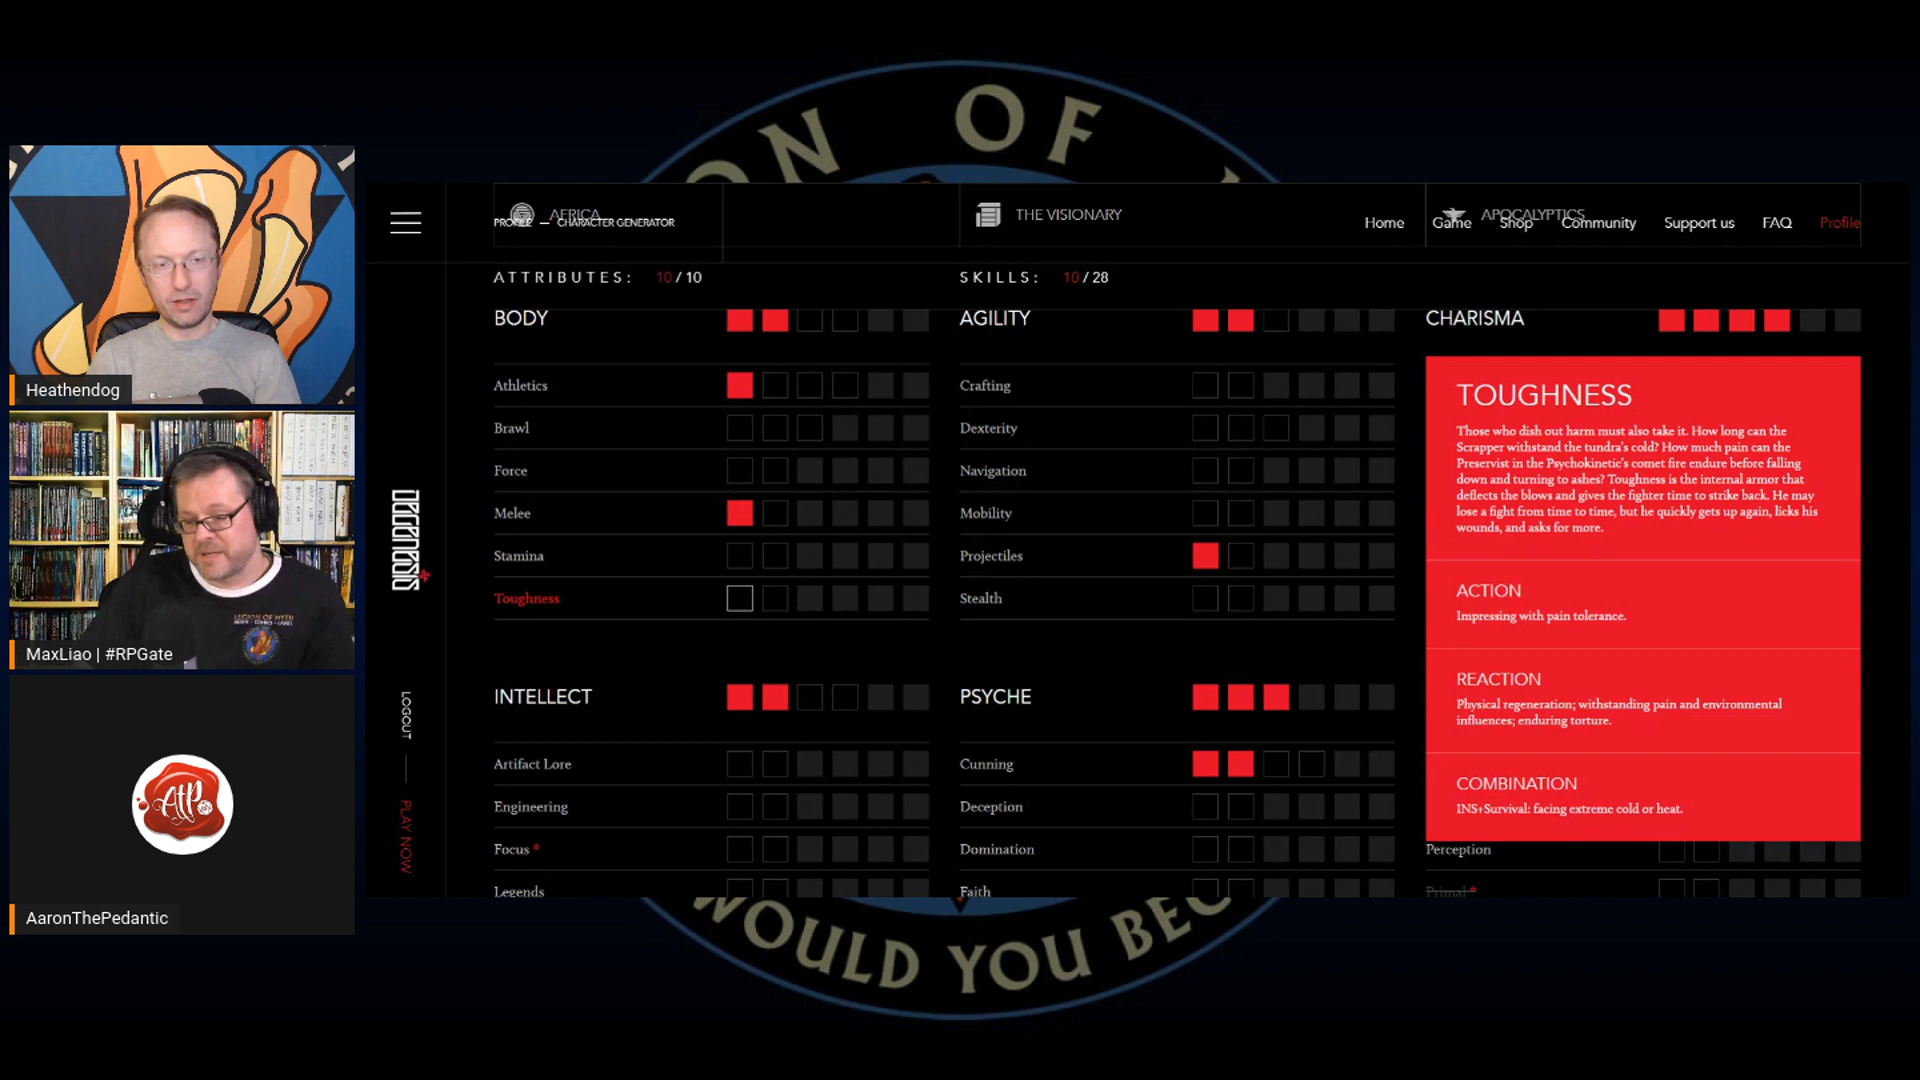 ON OF
AFRICA
PROFILE — CHARACTER GENERATOR
THE VISIONARY
APOCALYPTICS
Home Game Shop Community Support us FAQ Profile
ATTRIBUTES: 10 / 10
SKILLS: 10 / 28
BODY
Athletics
Brawl
Force
Melee
Stamina
Toughness
AGILITY
Crafting
Dexterity
Navigation
Mobility
Projectiles
Stealth
CHARISMA
TOUGHNESS
Those who dish out harm must also take it. How long can the
Scrapper withstand the tundra's cold? How much pain can the
Preservist in the Psychokinetic's comet fire endure before falling
down and turning to ashes? Toughness is the internal armor that
deflects the blows and gives the fighter time to strike back. He may
lose a fight from time to time, but he quickly gets up again, licks his
wounds, and asks for more.
ACTION
Impressing with pain tolerance.
REACTION
Physical regeneration; withstanding pain and environmental
influences; enduring torture.
COMBINATION
INS+Survival: facing extreme cold or heat.
Perception
Primal *
INTELLECT
Artifact Lore
Engineering
Focus *
Legends
PSYCHE
Cunning
Deception
Domination
Faith
DEGENESIS
LOGOUT
PLAY NOW
Heathendog
LEGION OF MYTH
MaxLiao | #RPGate
AtP
AaronThePedantic
WOULD YOU BEC